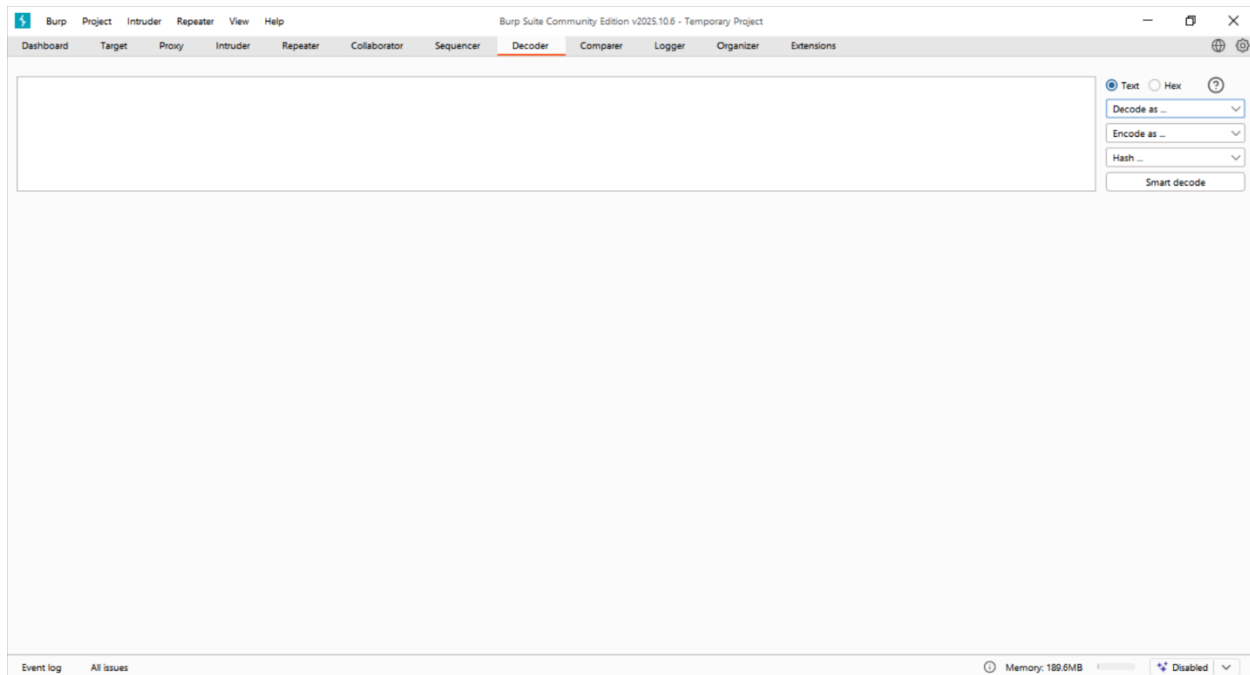 Burp Project Intruder Repeater View Help Burp Suite Community Edition v2025.10.6 - Temporary Project
Dashboard Target Proxy Intruder Repeater Collaborator Sequencer Decoder Comparer Logger Organizer Extensions
Text Hex ?
Decode as ...
Encode as ...
Hash ...
Smart decode
Event log All issues Memory: 189.6MB Disabled